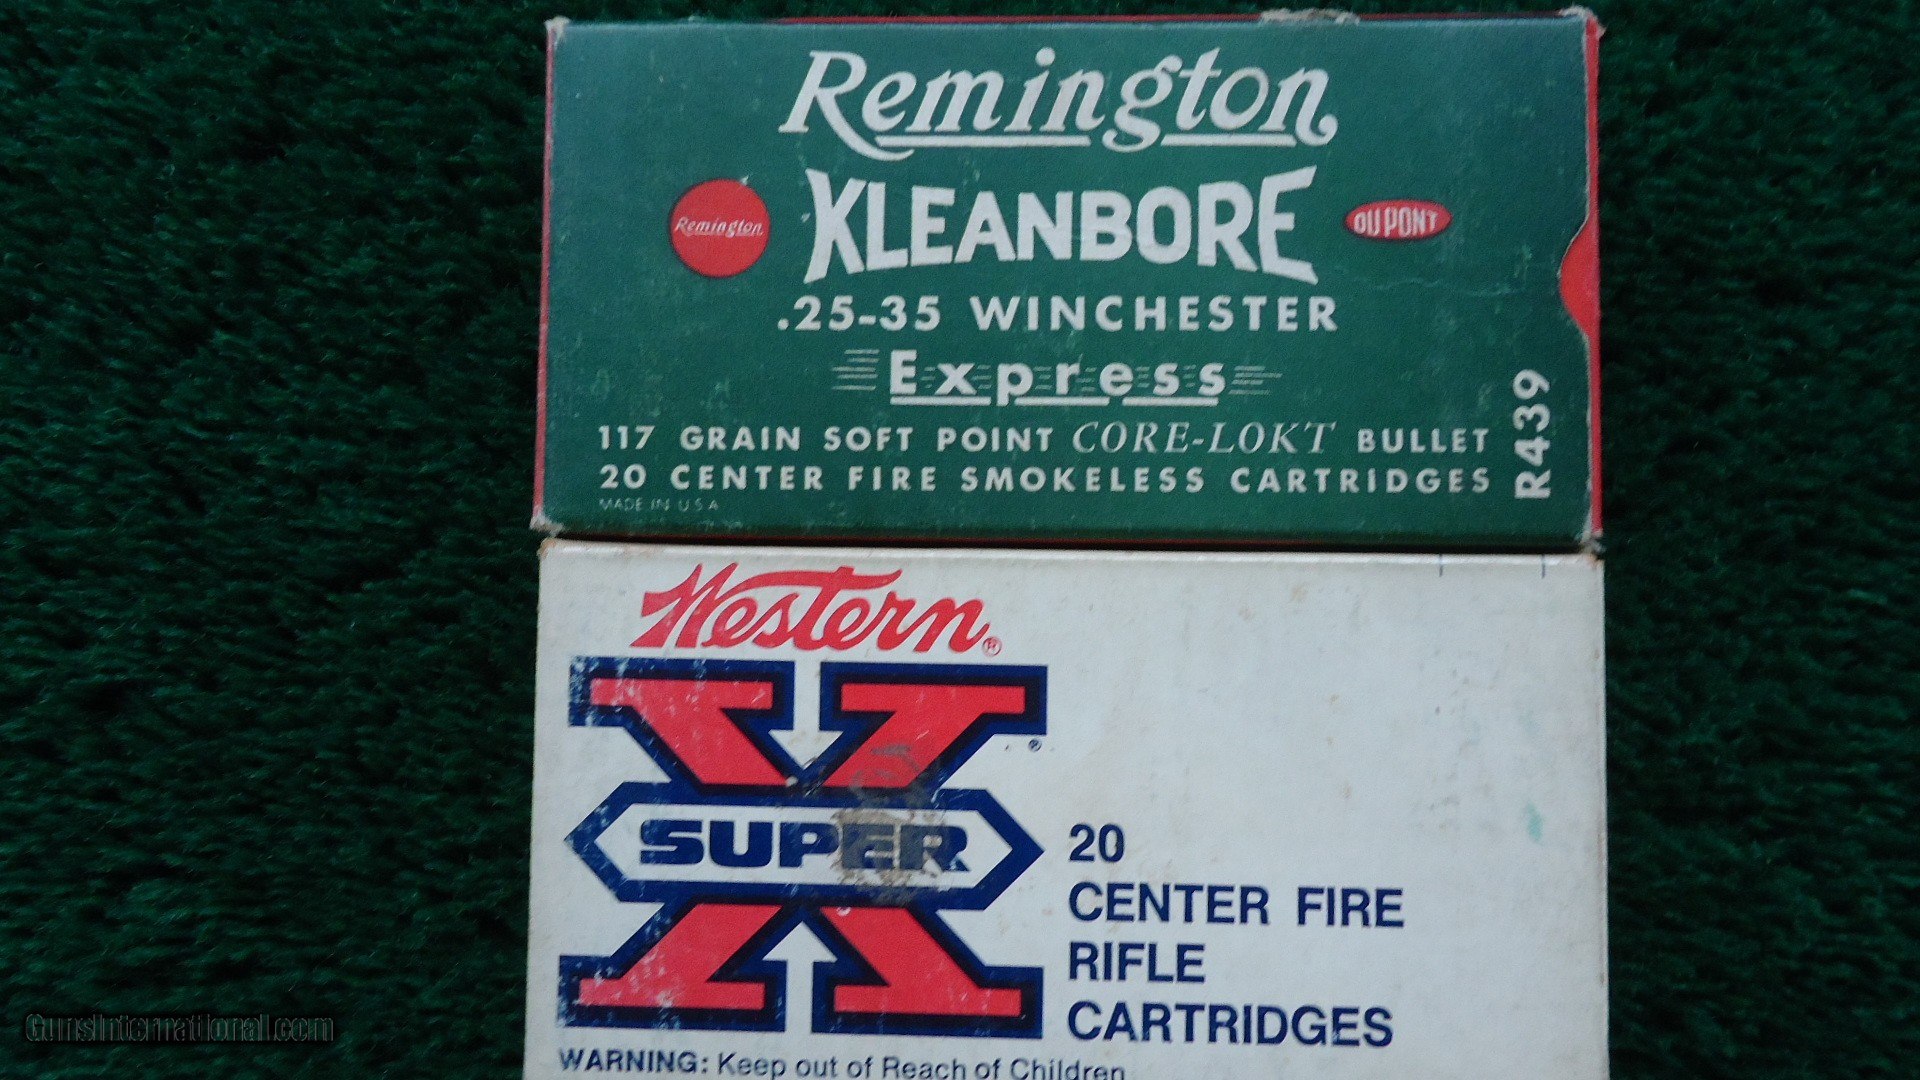 Remington
Remington
KLEANBORE
DU PONT
.25-35 WINCHESTER
Express
117 GRAIN SOFT POINT CORE-LOKT BULLET
20 CENTER FIRE SMOKELESS CARTRIDGES
MADE IN U.S.A
R439
Western®
X
®
SUPER
20
CENTER FIRE
RIFLE
CARTRIDGES
WARNING: Keep out of Reach of Children
GunsInternational.com